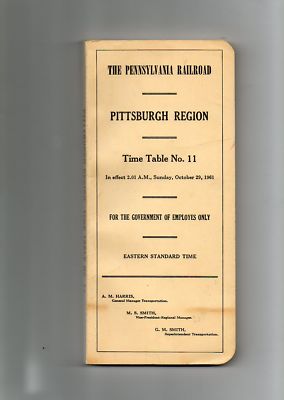 THE PENNSYLVANIA RAILROAD
PITTSBURGH REGION
Time Table No. 11
In effect 2.01 A.M., Sunday, October 29, 1961
FOR THE GOVERNMENT OF EMPLOYES ONLY
EASTERN STANDARD TIME
A. M. HARRIS,
General Manager Transportation.
M. S. SMITH,
Vice-President-Regional Manager.
G. M. SMITH,
Superintendent Transportation.